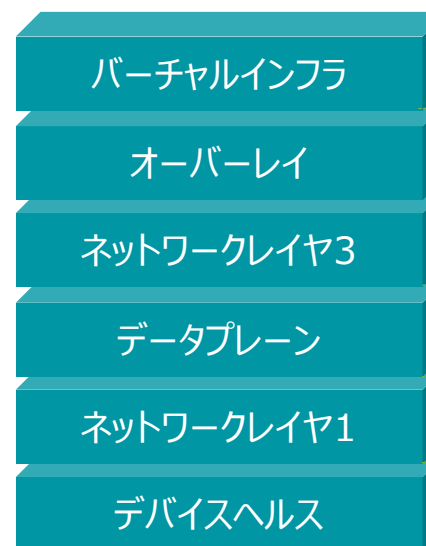 バーチャルインフラ
オーバーレイ
ネットワークレイヤ3
データプレーン
ネットワークレイヤ1
デバイスヘルス